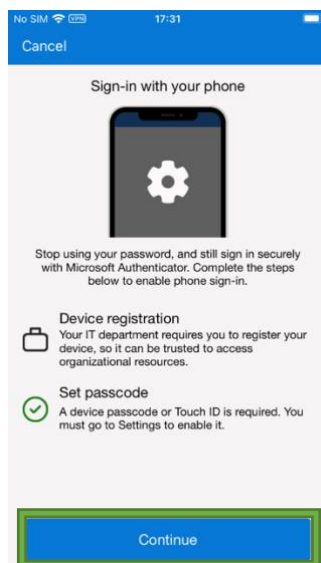 No SIM VPN 17:31
Cancel
Sign-in with your phone
Stop using your password, and still sign in securely
with Microsoft Authenticator. Complete the steps
below to enable phone sign-in.
Device registration
Your IT department requires you to register your
device, so it can be trusted to access
organizational resources.
Set passcode
A device passcode or Touch ID is required. You
must go to Settings to enable it.
Continue